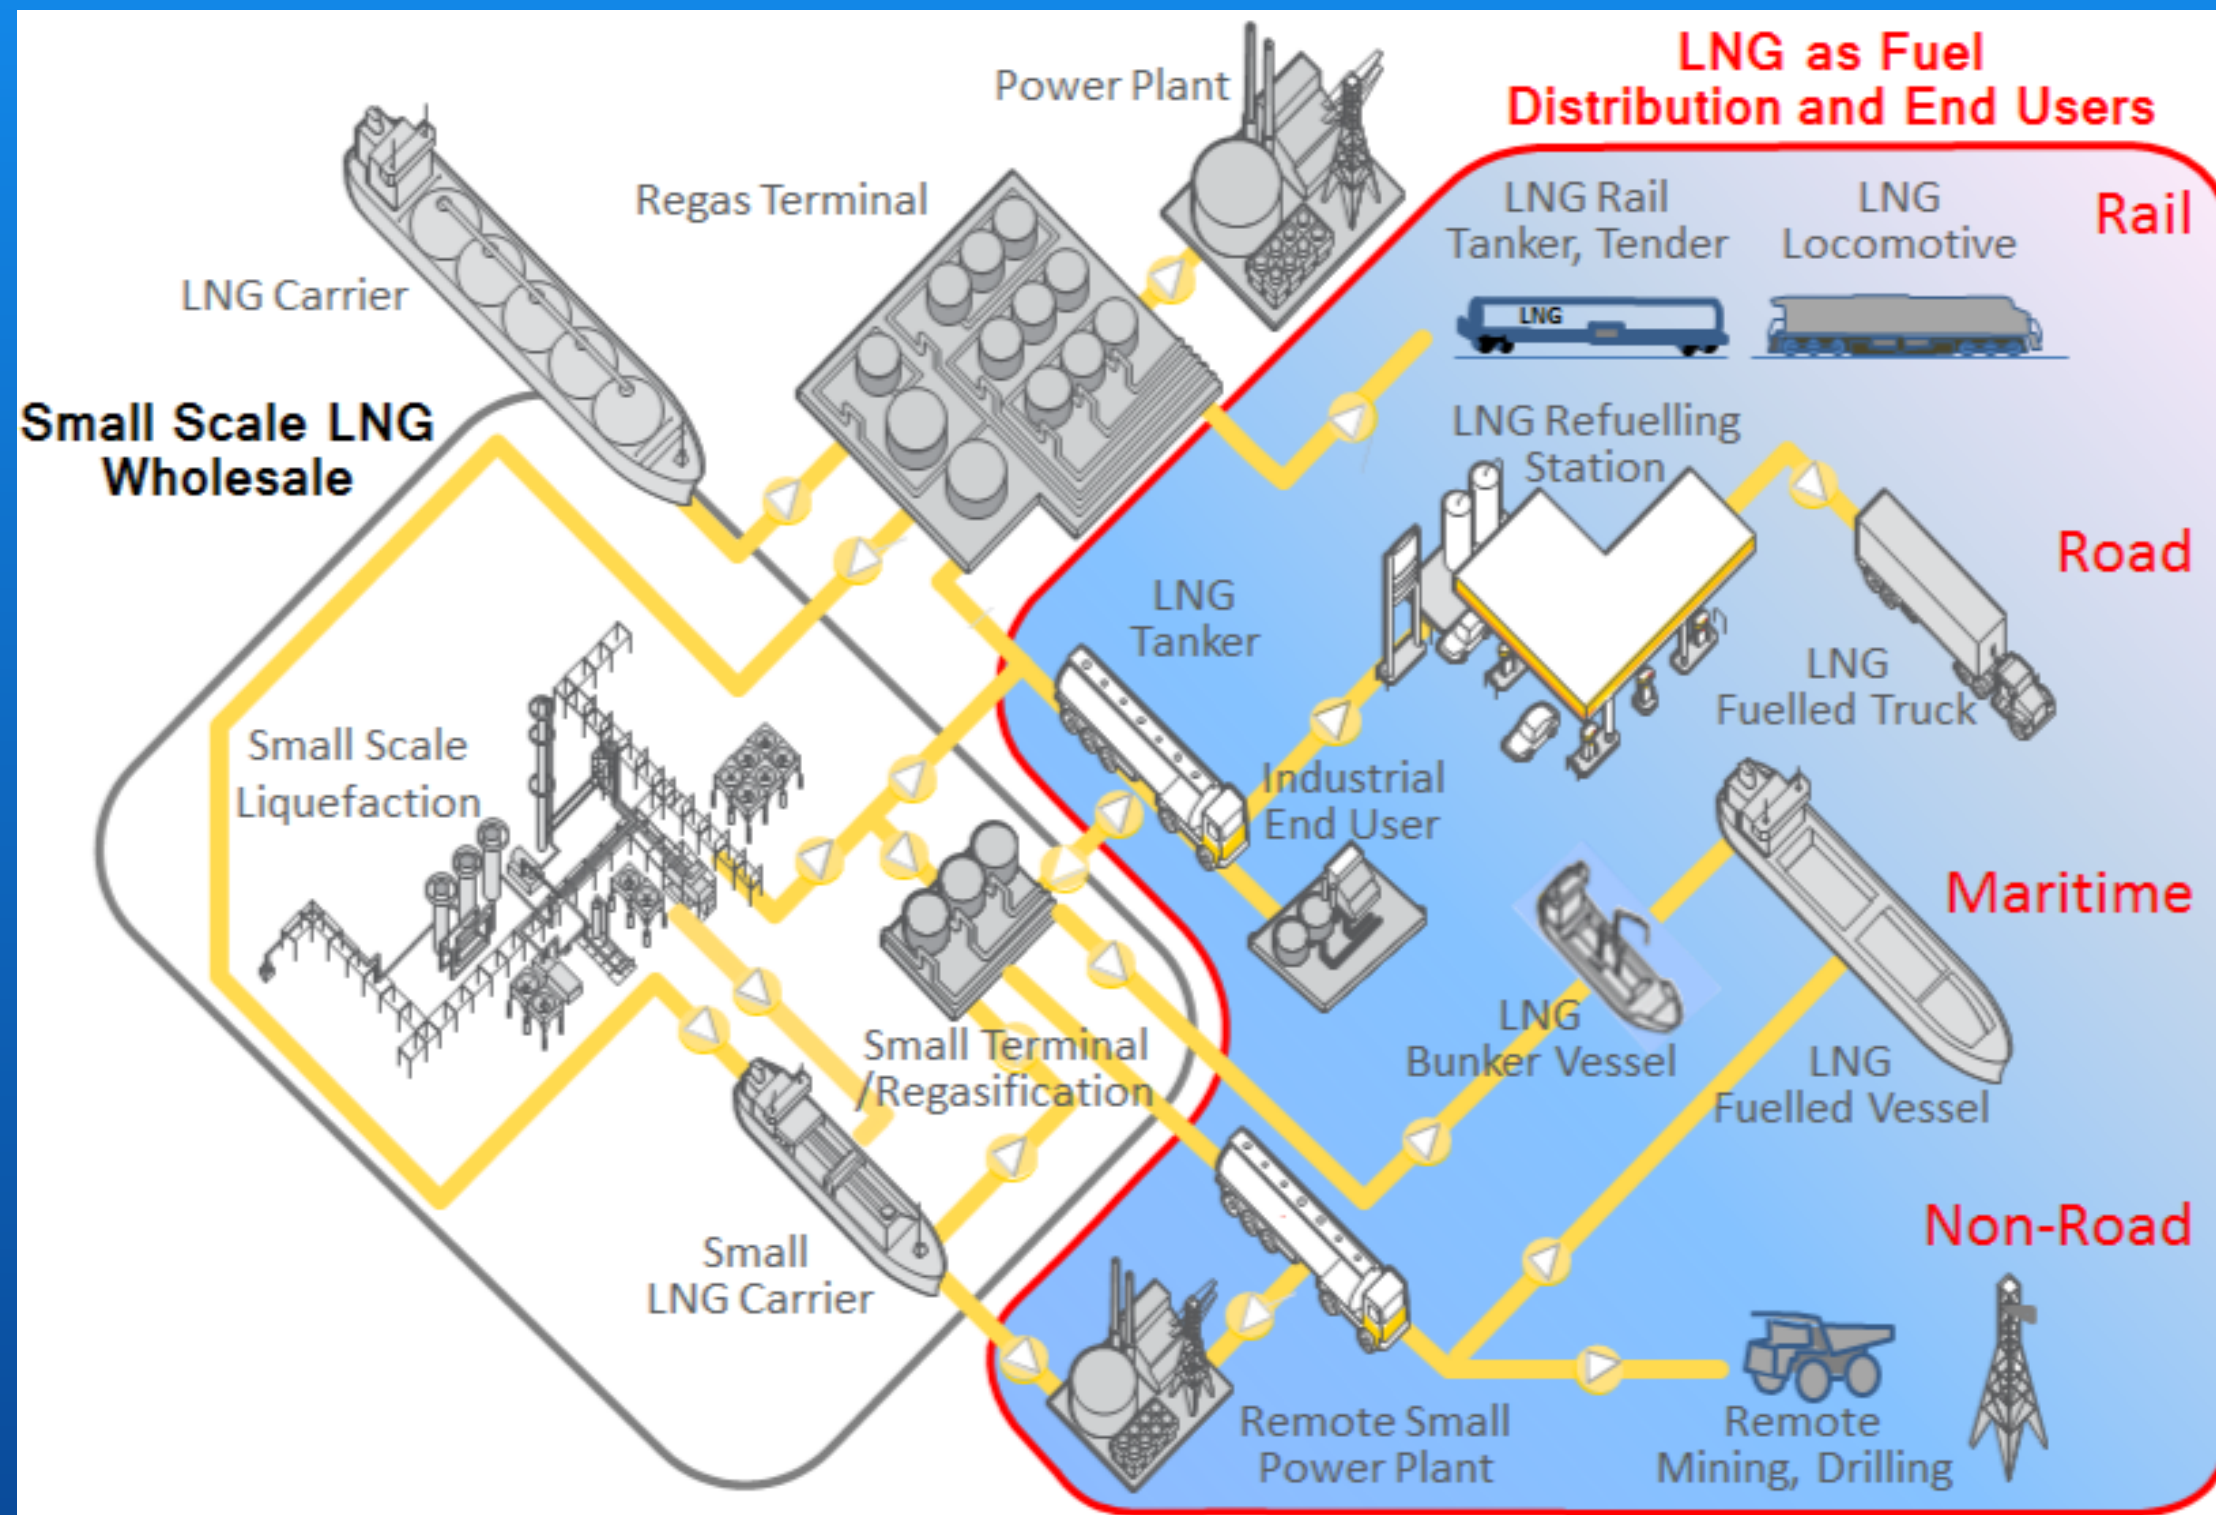 Power Plant
LNG as Fuel
Distribution and End Users
Regas Terminal
LNG Rail
Tanker, Tender
LNG
Locomotive
Rail
LNG Carrier
LNG
Small Scale LNG
Wholesale
LNG Refuelling
Station
Road
LNG
Tanker
LNG
Fuelled Truck
Small Scale
Liquefaction
Industrial
End User
Maritime
LNG
Bunker Vessel
Small Terminal
/Regasification
LNG
Fuelled Vessel
Non-Road
Small
LNG Carrier
Remote Small
Power Plant
Remote
Mining, Drilling